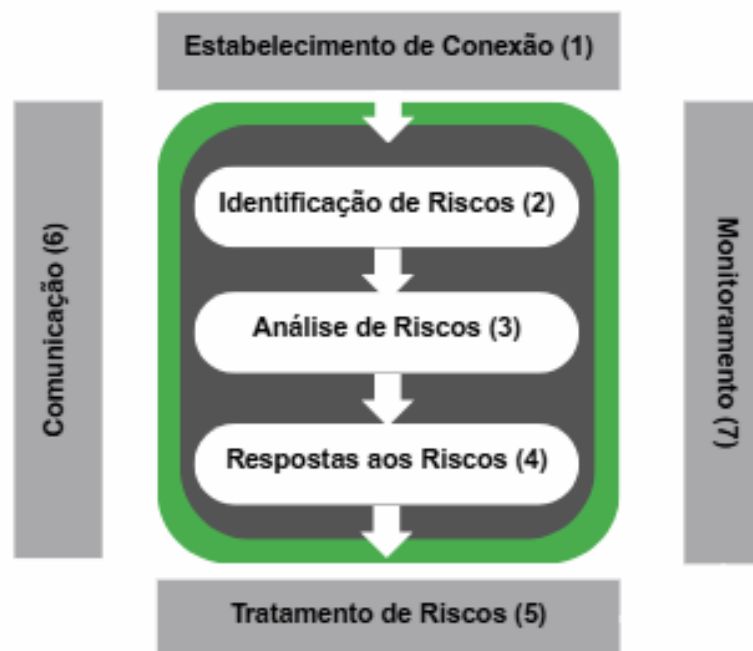 Estabelecimento de Conexão (1)
Identificação de Riscos (2)
Análise de Riscos (3)
Respostas aos Riscos (4)
Tratamento de Riscos (5)
Comunicação (6)
Monitoramento (7)